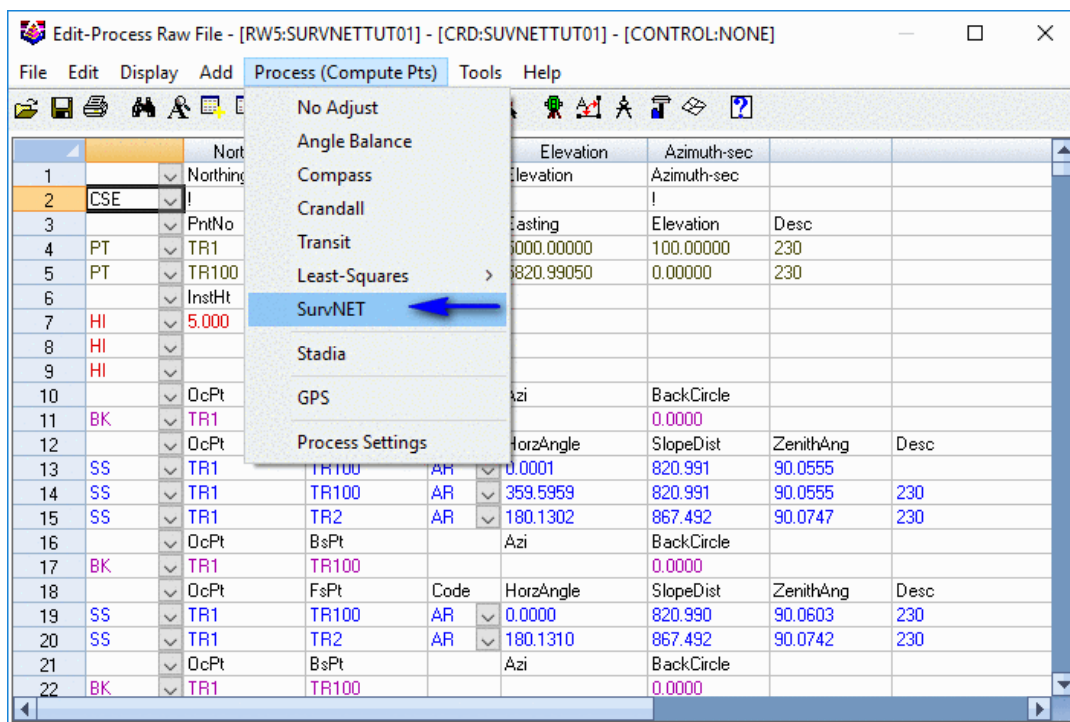 Edit-Process Raw File - [RW5:SURVNETTUT01] - [CRD:SUVNETTUT01] - [CONTROL:NONE]
File Edit Display Add Process (Compute Pts) Tools Help
No Adjust
Angle Balance
Compass
Crandall
Transit
Least-Squares >
SurvNET
Stadia
GPS
Process Settings
Nort Elevation Azimuth-sec
1 Northing Elevation Azimuth-sec
2 CSE ! !
3 PntNo Easting Elevation Desc
4 PT TR1 5000.00000 100.00000 230
5 PT TR100 5820.99050 0.00000 230
6 InstHt
7 HI 5.000
8 HI
9 HI
10 OcPt Azi BackCircle
11 BK TR1 0.0000
12 OcPt HorzAngle SlopeDist ZenithAng Desc
13 SS TR1 TR100 AR 0.0001 820.991 90.0555
14 SS TR1 TR100 AR 359.5959 820.991 90.0555 230
15 SS TR1 TR2 AR 180.1302 867.492 90.0747 230
16 OcPt BsPt Azi BackCircle
17 BK TR1 TR100 0.0000
18 OcPt FsPt Code HorzAngle SlopeDist ZenithAng Desc
19 SS TR1 TR100 AR 0.0000 820.990 90.0603 230
20 SS TR1 TR2 AR 180.1310 867.492 90.0742 230
21 OcPt BsPt Azi BackCircle
22 BK TR1 TR100 0.0000